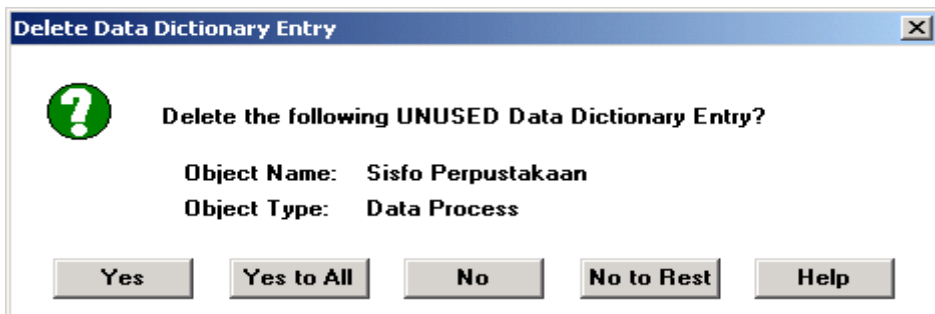 Delete Data Dictionary Entry
Delete the following UNUSED Data Dictionary Entry?
Object Name: Sisfo Perpustakaan
Object Type: Data Process
Yes Yes to All No No to Rest Help